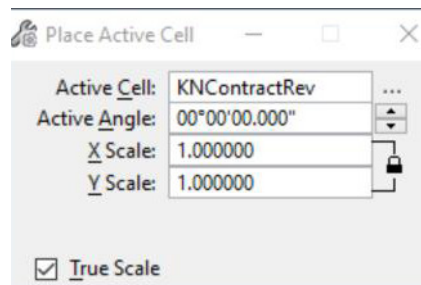 Place Active Cell
Active Cell: KNContractRev ...
Active Angle: 00°00'00.000"
X Scale: 1.000000
Y Scale: 1.000000
True Scale